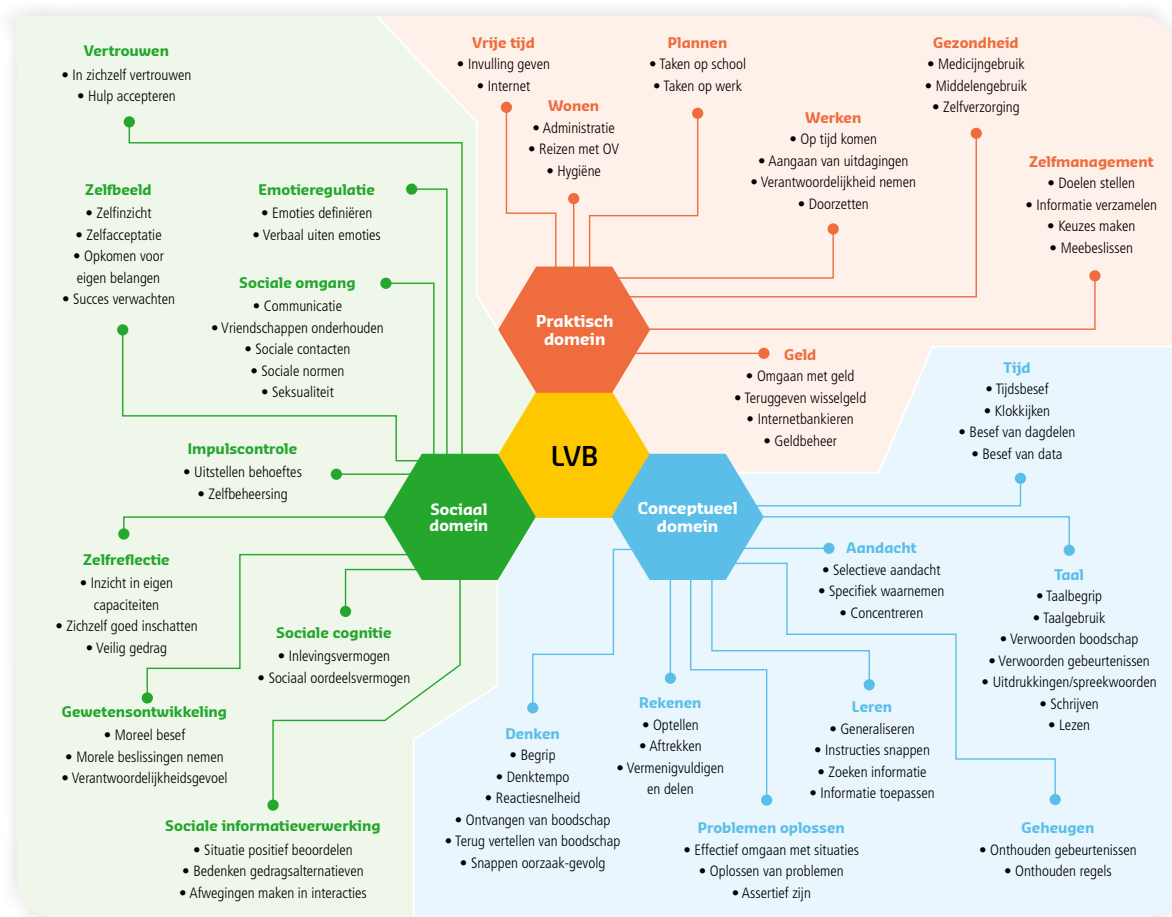 Vertrouwen
• In zichzelf vertrouwen
• Hulp accepteren
Zelfbeeld
• Zelfinzicht
• Zelfacceptatie
• Opkomen voor
eigen belangen
• Succes verwachten
Emotieregulatie
• Emoties definiëren
• Verbaal uiten emoties
Sociale omgang
• Communicatie
• Vriendschappen onderhouden
• Sociale contacten
• Sociale normen
• Seksualiteit
Impulscontrole
• Uitstellen behoeftes
• Zelfbeheersing
Zelfreflectie
• Inzicht in eigen
capaciteiten
• Zichzelf goed inschatten
• Veilig gedrag
Sociale cognitie
• Inlevingsvermogen
• Sociaal oordeelsvermogen
Gewetensontwikkeling
• Moreel besef
• Morele beslissingen nemen
• Verantwoordelijkheidsgevoel
Sociale informatieverwerking
• Situatie positief beoordelen
• Bedenken gedragsalternatieven
• Afwegingen maken in interacties
Vrije tijd
• Invulling geven
• Internet
Wonen
• Administratie
• Reizen met OV
• Hygiëne
Plannen
• Taken op school
• Taken op werk
Werken
• Op tijd komen
• Aangaan van uitdagingen
• Verantwoordelijkheid nemen
• Doorzetten
Gezondheid
• Medicijngebruik
• Middelengebruik
• Zelfverzorging
Zelfmanagement
• Doelen stellen
• Informatie verzamelen
• Keuzes maken
• Meebeslissen
Praktisch
domein
Geld
• Omgaan met geld
• Teruggeven wisselgeld
• Internetbankieren
• Geldbeheer
LVB
Sociaal
domein
Conceptueel
domein
Tijd
• Tijdsbesef
• Klokkijken
• Besef van dagdelen
• Besef van data
Aandacht
• Selectieve aandacht
• Specifiek waarnemen
• Concentreren
Taal
• Taalbegrip
• Taalgebruik
• Verwoorden boodschap
• Verwoorden gebeurtenissen
• Uitdrukkingen/spreekwoorden
• Schrijven
• Lezen
Denken
• Begrip
• Denktempo
• Reactiesnelheid
• Ontvangen van boodschap
• Terug vertellen van boodschap
• Snappen oorzaak-gevolg
Rekenen
• Optellen
• Aftrekken
• Vermenigvuldigen
en delen
Leren
• Generaliseren
• Instructies snappen
• Zoeken informatie
• Informatie toepassen
Problemen oplossen
• Effectief omgaan met situaties
• Oplossen van problemen
• Assertief zijn
Geheugen
• Onthouden gebeurtenissen
• Onthouden regels